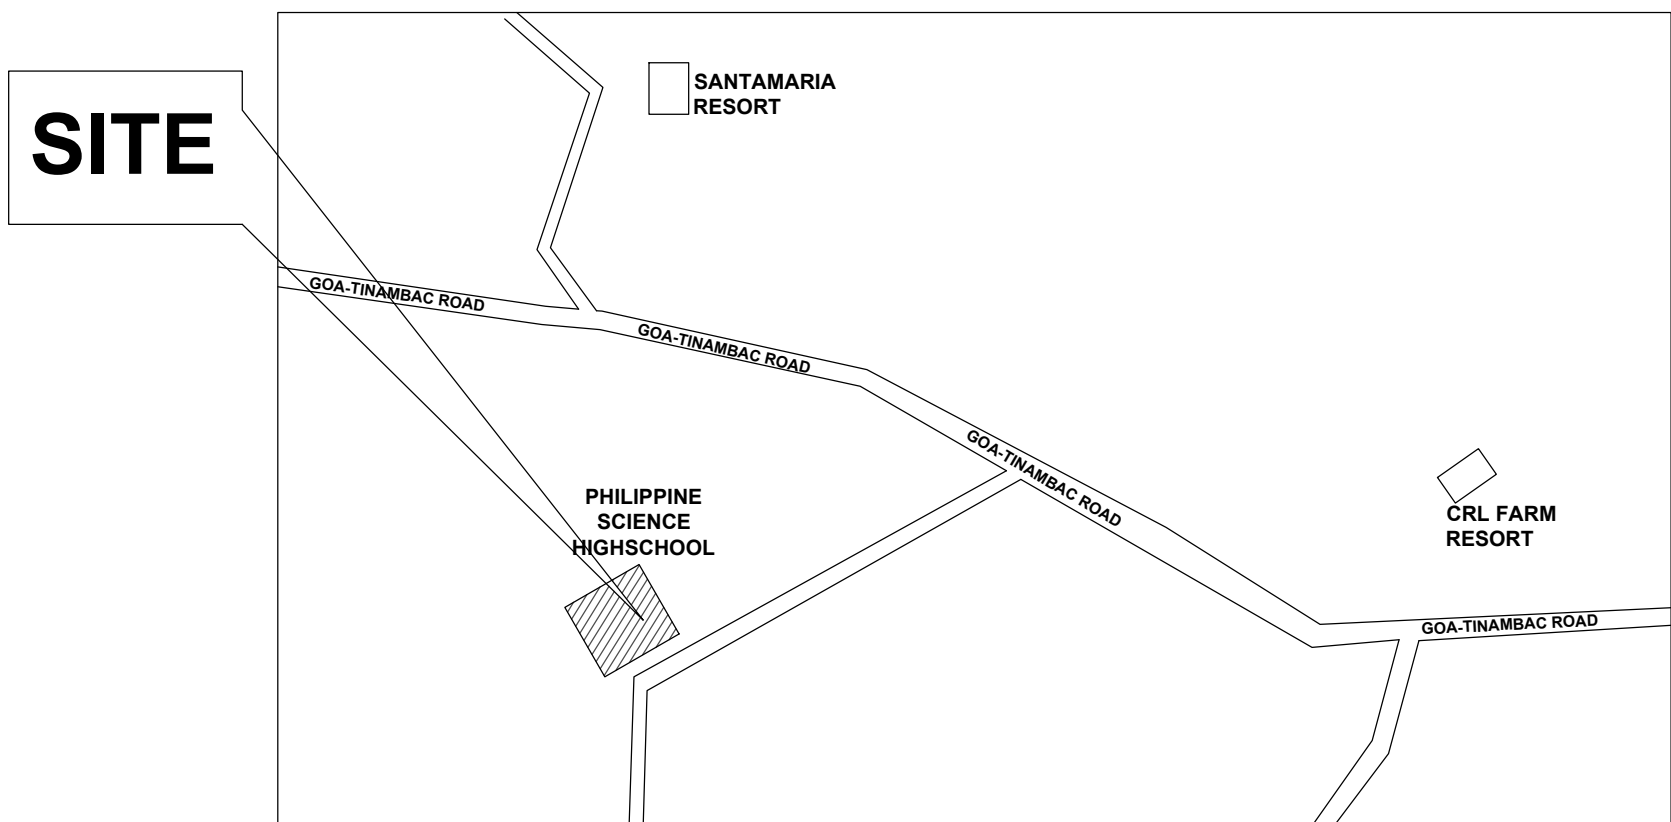 SANTAMARIA
RESORT
SITE
GOA-TINAMBAC ROAD
GOA-TINAMBAC ROAD
GOA-TINAMBAC ROAD
PHILIPPINE
SCIENCE
HIGHSCHOOL
CRL FARM
RESORT
GOA-TINAMBAC ROAD